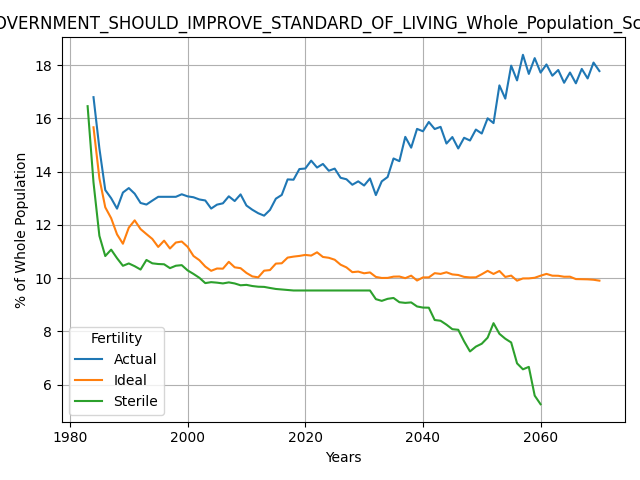 OVERNMENT_SHOULD_IMPROVE_STANDARD_OF_LIVING_Whole_Population_Sc
% of Whole Population
18
16
14
12
10
8
6
Fertility
Actual
Ideal
Sterile
1980 2000 2020 2040 2060
Years